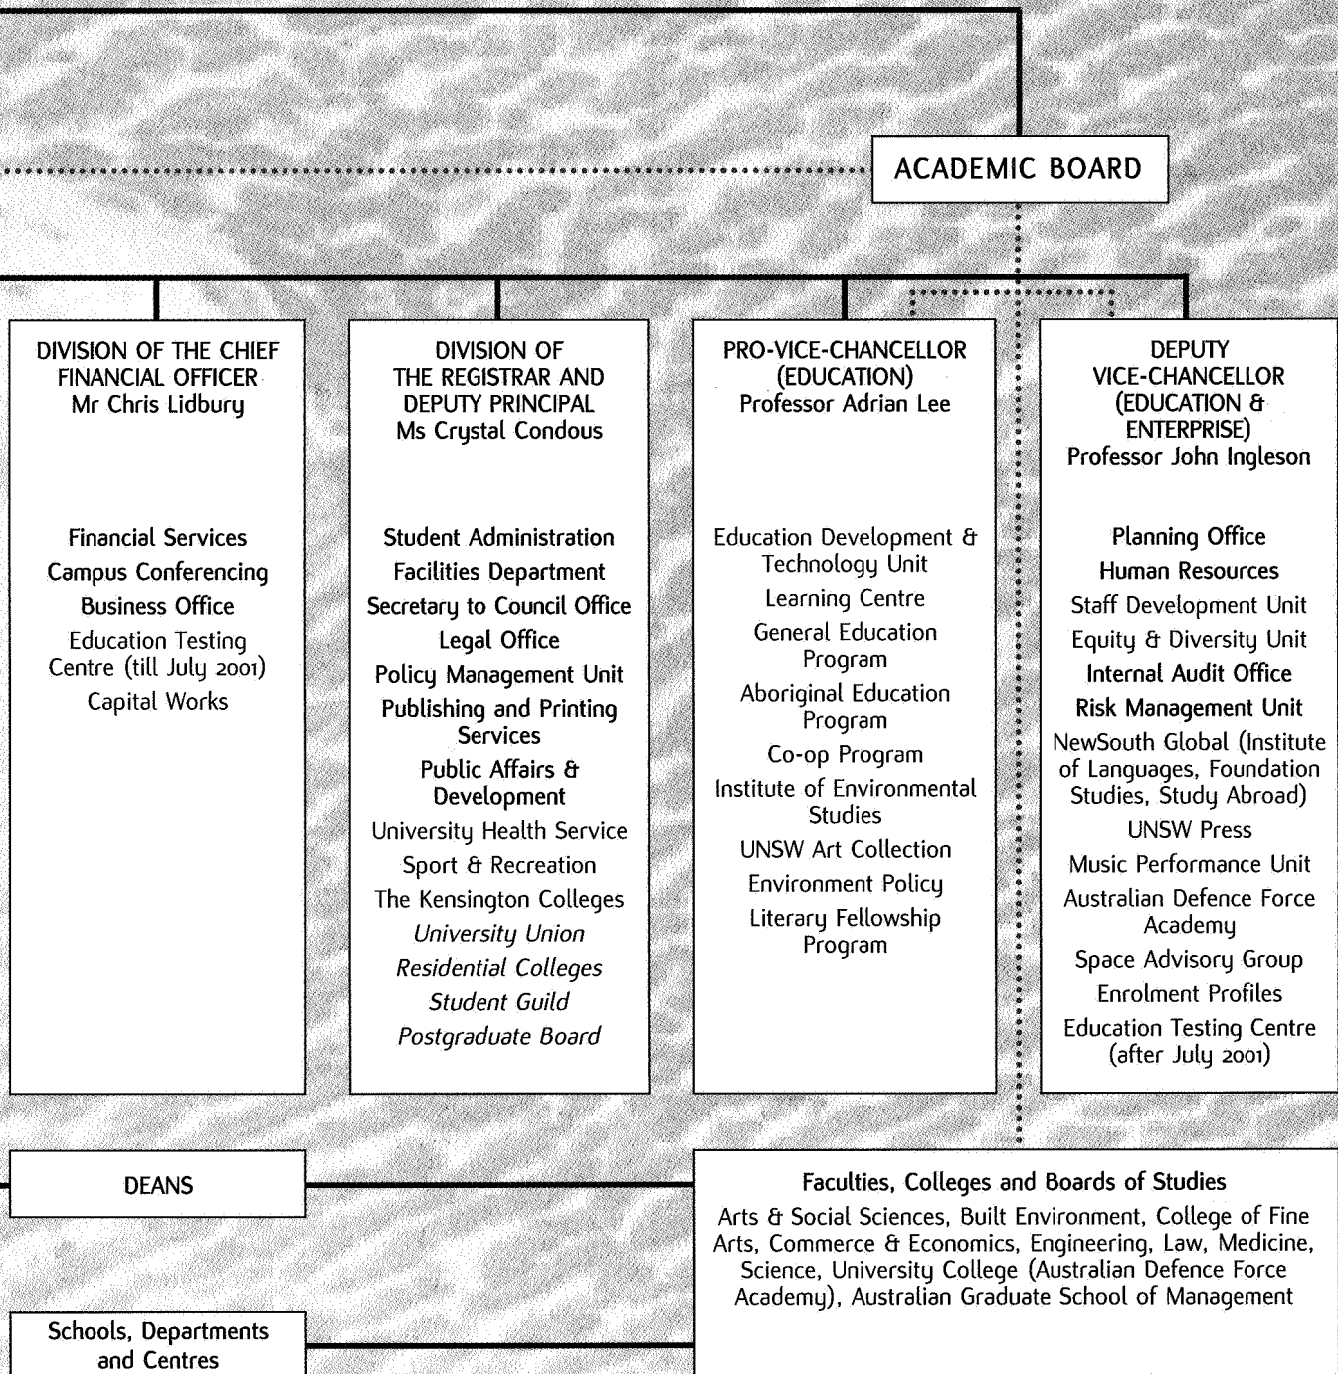 ACADEMIC BOARD
DIVISION OF THE CHIEF
FINANCIAL OFFICER
Mr Chris Lidbury
Financial Services
Campus Conferencing
Business Office
Education Testing
Centre (till July 2001)
Capital Works
DIVISION OF
THE REGISTRAR AND
DEPUTY PRINCIPAL
Ms Crystal Condous
Student Administration
Facilities Department
Secretary to Council Office
Legal Office
Policy Management Unit
Publishing and Printing
Services
Public Affairs &
Development
University Health Service
Sport & Recreation
The Kensington Colleges
University Union
Residential Colleges
Student Guild
Postgraduate Board
PRO-VICE-CHANCELLOR
(EDUCATION)
Professor Adrian Lee
Education Development &
Technology Unit
Learning Centre
General Education
Program
Aboriginal Education
Program
Co-op Program
Institute of Environmental
Studies
UNSW Art Collection
Environment Policy
Literary Fellowship
Program
DEPUTY
VICE-CHANCELLOR
(EDUCATION &
ENTERPRISE)
Professor John Ingleson
Planning Office
Human Resources
Staff Development Unit
Equity & Diversity Unit
Internal Audit Office
Risk Management Unit
NewSouth Global (Institute
of Languages, Foundation
Studies, Study Abroad)
UNSW Press
Music Performance Unit
Australian Defence Force
Academy
Space Advisory Group
Enrolment Profiles
Education Testing Centre
(after July 2001)
DEANS
Faculties, Colleges and Boards of Studies
Arts & Social Sciences, Built Environment, College of Fine
Arts, Commerce & Economics, Engineering, Law, Medicine,
Science, University College (Australian Defence Force
Academy), Australian Graduate School of Management
Schools, Departments
and Centres